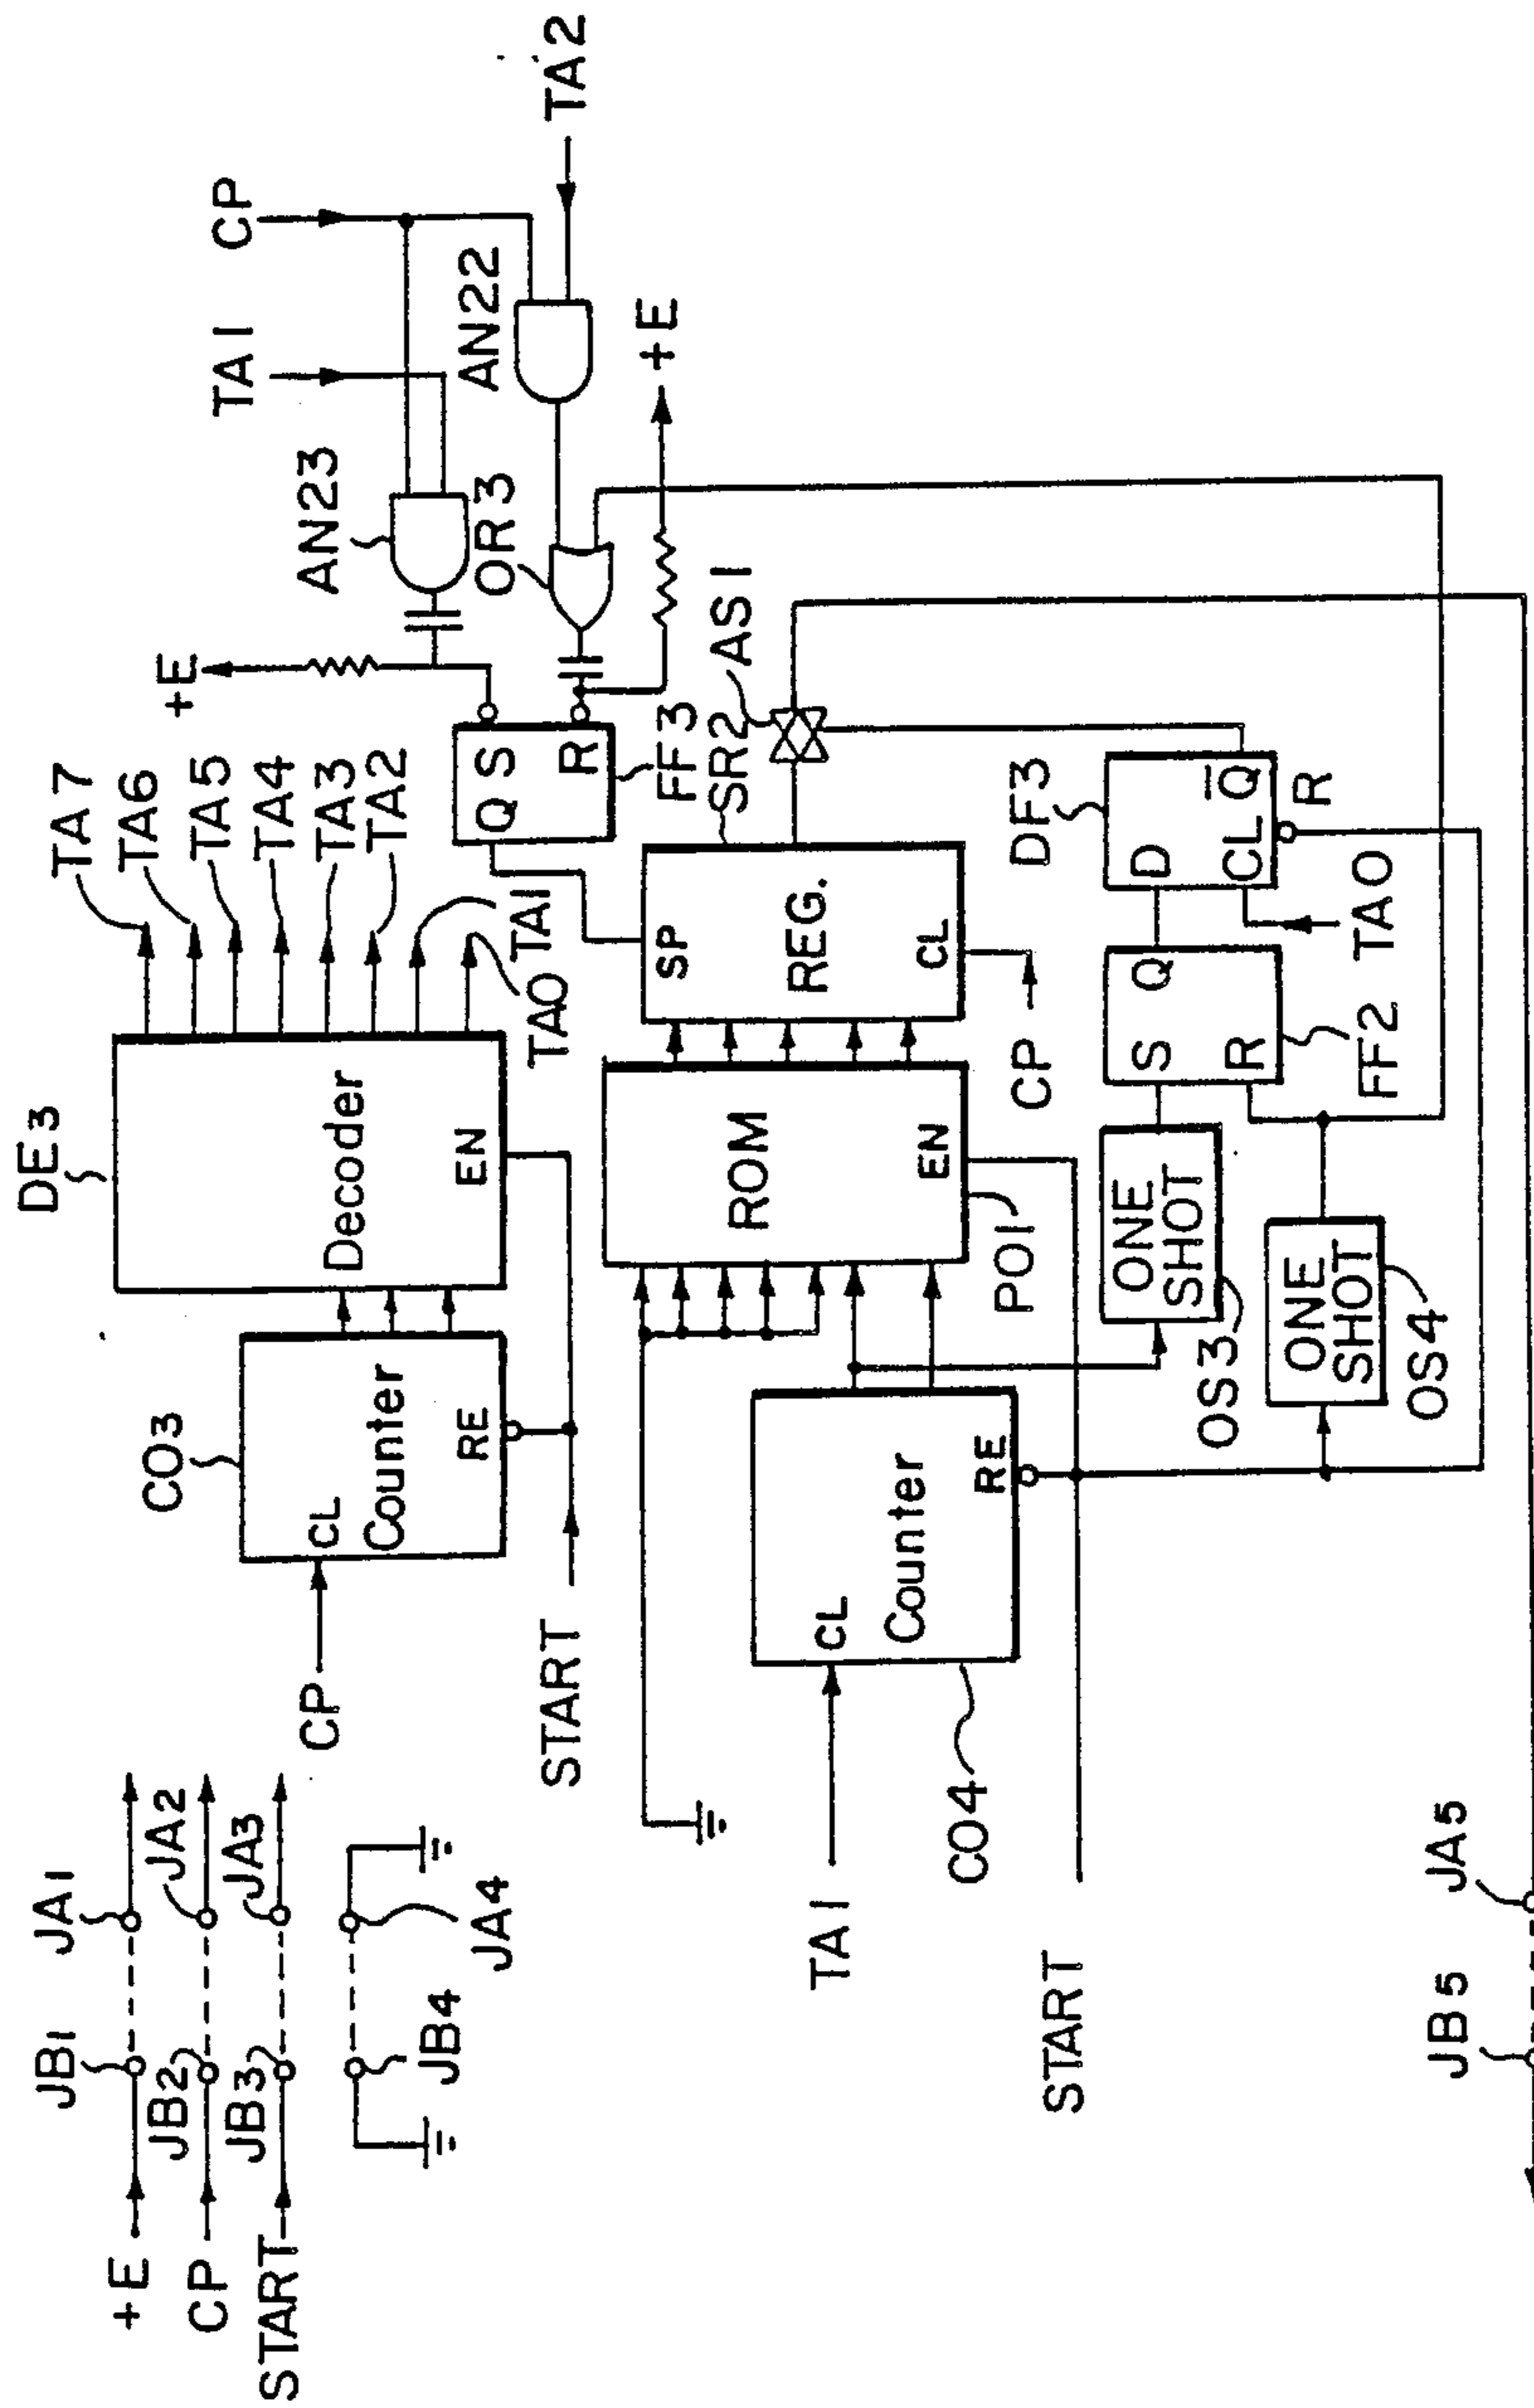 +E
JB1
JA1
CP
JB2
JA2
START
JB3
JA3
JB4
JA4
CP
CO3
CL
Counter
RE
START
DE3
Decoder
EN
TA7
TA6
TA5
TA4
TA3
TA2
TA1
TA0
+E
AN23
TA1
CP
Q
S
R
FF3
OR3
AN22
TA2
+E
TA1
CL
Counter
RE
CO4
START
ROM
EN
PO1
SP
REG.
CL
CP
SR2
AS1
ONE
SHOT
OS3
ONE
SHOT
OS4
S
Q
R
FF2
DF3
D
Q̅
CL
R
TA0
JB5
JA5